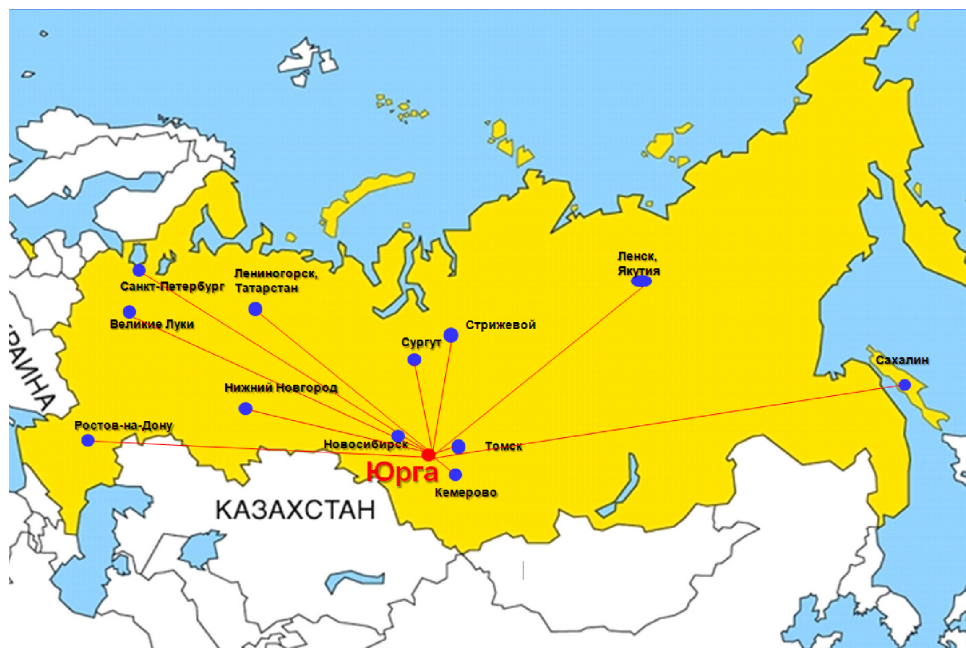 Ленск,
Якутия
Лениногорск,
Татарстан
Санкт-Петербург
Великие Луки
Стрижевой
Сургут
Сахалин
РАИНА
Нижний Новгород
Ростов-на-Дону
Новосибирск
Томск
Юрга
Кемерово
КАЗАХСТАН